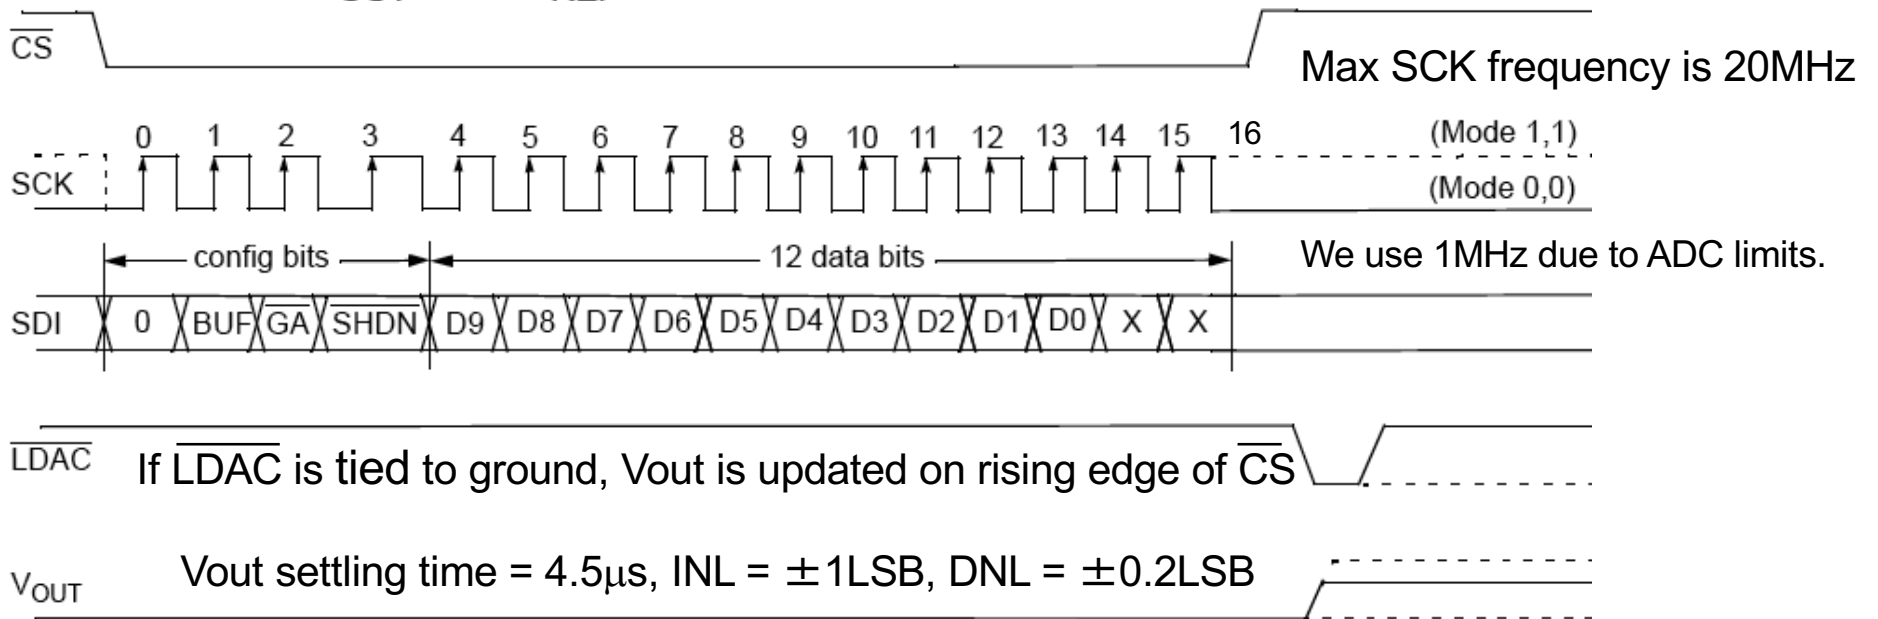 CS
Max SCK frequency is 20MHz
0 1 2 3 4 5 6 7 8 9 10 11 12 13 14 15 16 (Mode 1,1)
SCK
(Mode 0,0)
config bits 12 data bits
We use 1MHz due to ADC limits.
SDI 0 BUF GA SHDN D9 D8 D7 D6 D5 D4 D3 D2 D1 D0 X X
LDAC If LDAC is tied to ground, Vout is updated on rising edge of CS
Vout settling time = 4.5μs, INL = ±1LSB, DNL = ±0.2LSB
VOUT